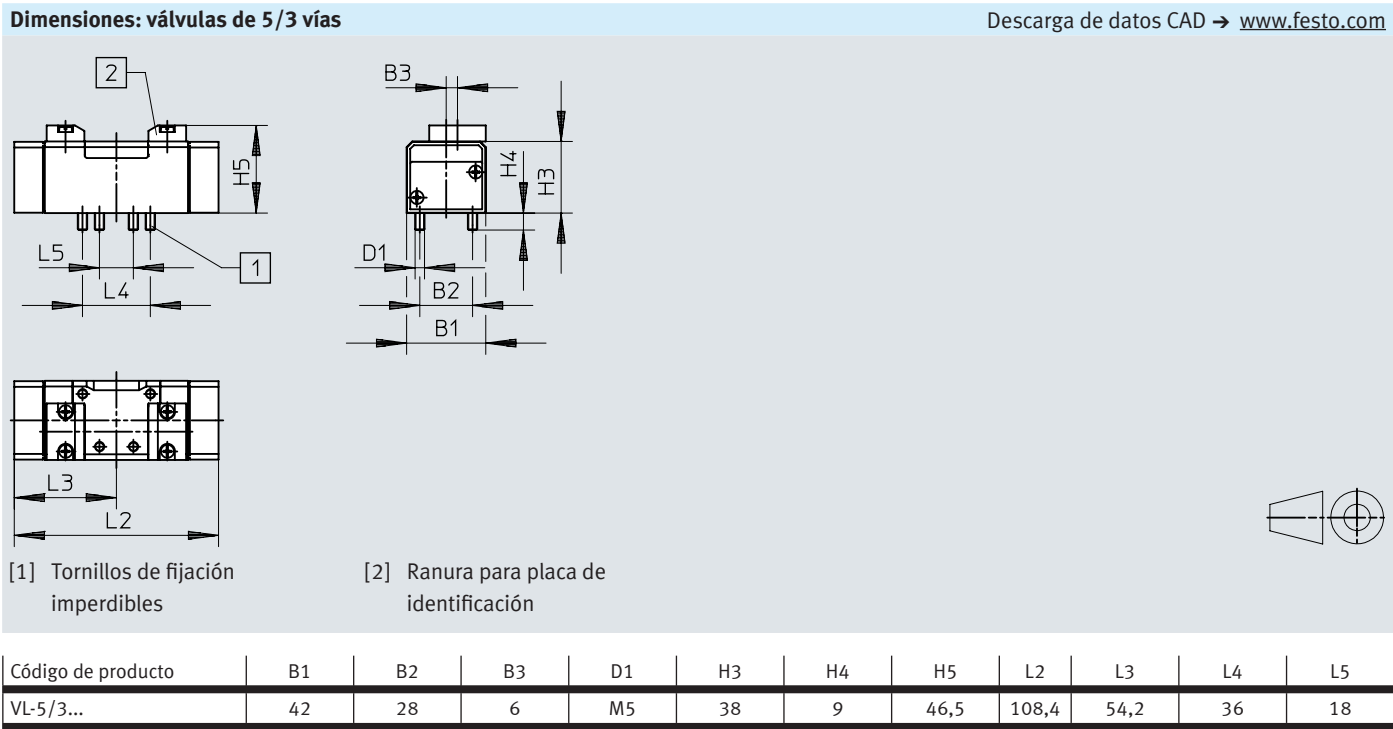 Dimensiones: válvulas de 5/3 vías Descarga de datos CAD → www.festo.com
2
B3
H5
H4
H3
L5
1
D1
L4
B2
B1
L3
L2
[1] Tornillos de fijación
imperdibles
[2] Ranura para placa de
identificación
Código de producto B1 B2 B3 D1 H3 H4 H5 L2 L3 L4 L5
VL-5/3... 42 28 6 M5 38 9 46,5 108,4 54,2 36 18